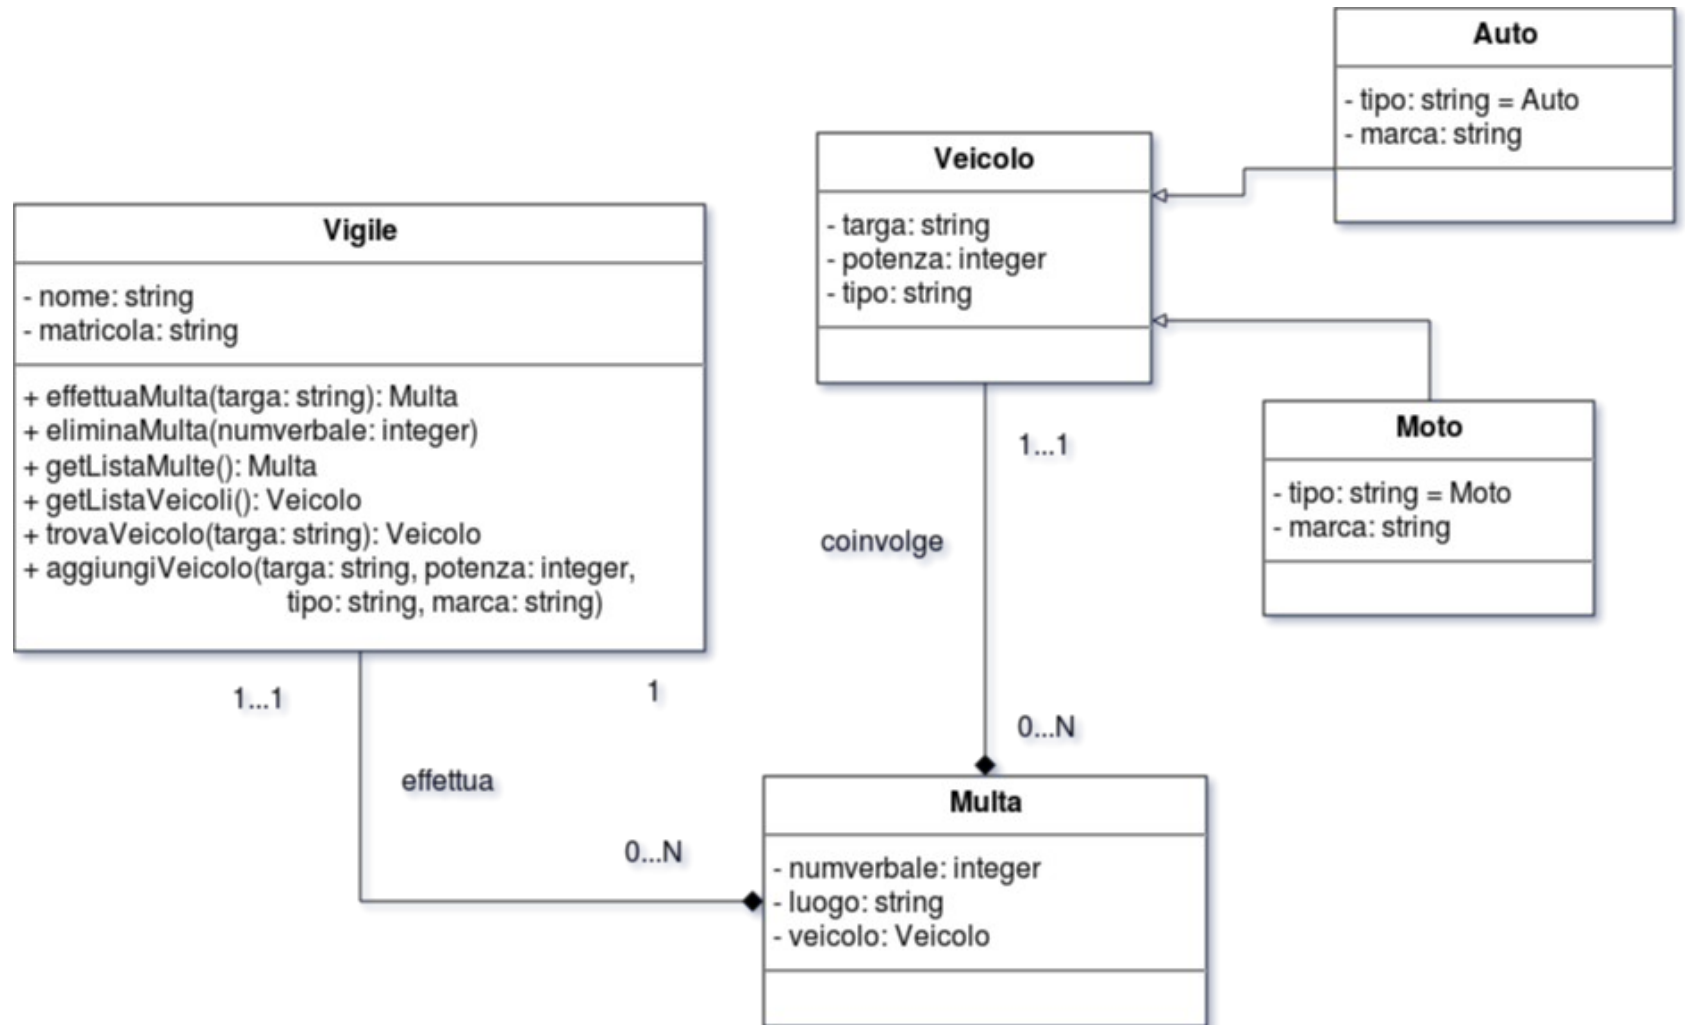 Auto
- tipo: string = Auto
- marca: string
Veicolo
- targa: string
- potenza: integer
- tipo: string
Vigile
- nome: string
- matricola: string
+ effettuaMulta(targa: string): Multa
+ eliminaMulta(numverbale: integer)
+ getListaMulte(): Multa
+ getListaVeicoli(): Veicolo
+ trovaVeicolo(targa: string): Veicolo
+ aggiungiVeicolo(targa: string, potenza: integer,
tipo: string, marca: string)
Moto
- tipo: string = Moto
- marca: string
1...1
coinvolge
0...N
1...1
1
effettua
0...N
Multa
- numverbale: integer
- luogo: string
- veicolo: Veicolo